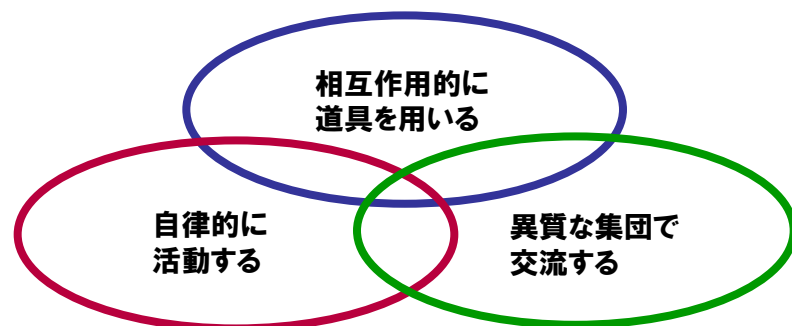 相互作用的に
道具を用いる
自律的に
活動する
異質な集団で
交流する